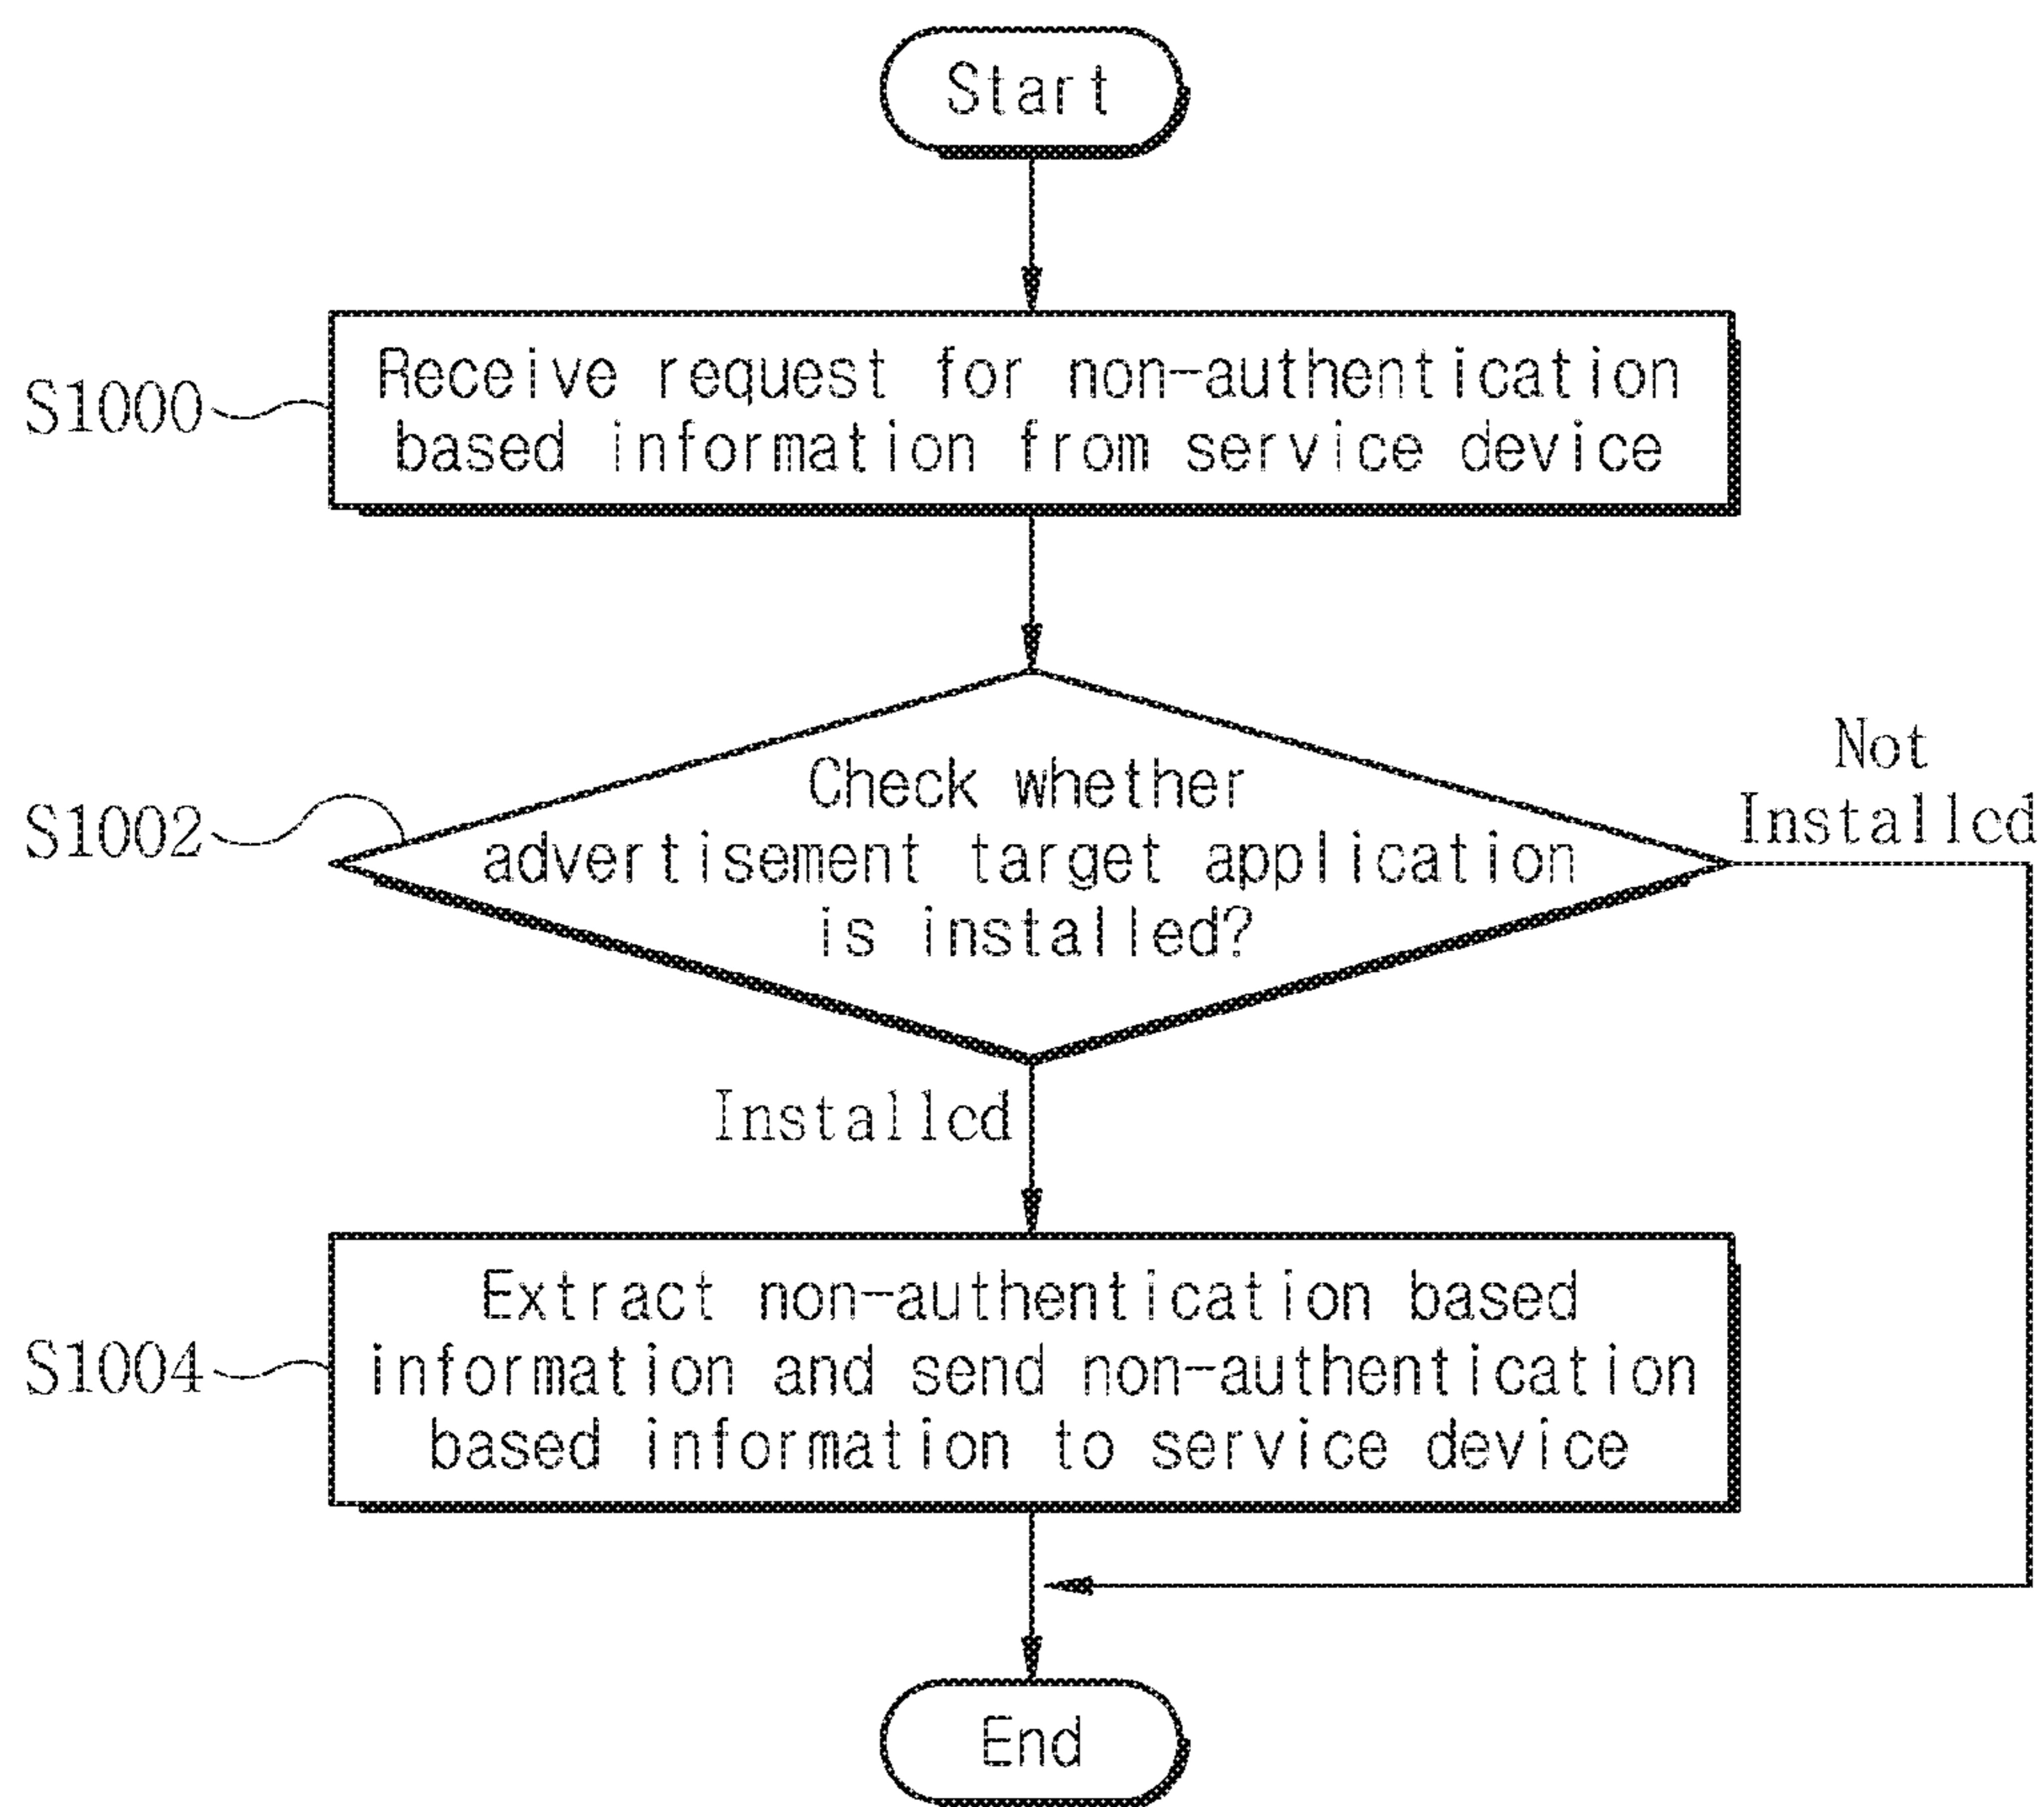 Start
S1000
Receive request for non-authentication
based information from service device
S1002
Check whether
advertisement target application
is installed?
Not
Installed
Installed
S1004
Extract non-authentication based
information and send non-authentication
based information to service device
End